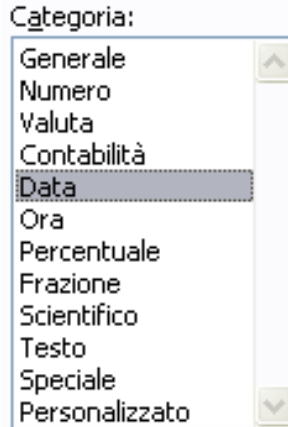 Categoria:
Generale
Numero
Valuta
Contabilità
Data
Ora
Percentuale
Frazione
Scientifico
Testo
Speciale
Personalizzato